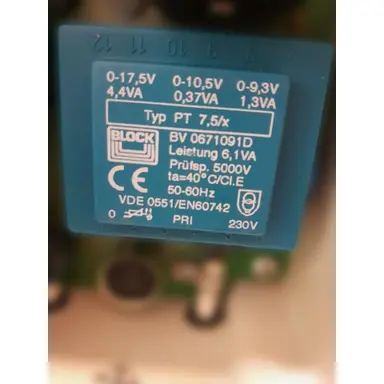 12 11 10 9
0-17,5V 0-10,5V 0-9,3V
4,4VA 0,37VA 1,3VA
Typ PT 7,5/x
BLOCK
BV 0671091D
Leistung 6,1VA
Prüfsp. 5000V
CE
ta=40°C/Cl.E
50-60Hz
VDE 0551/EN60742
0 PRI 230V